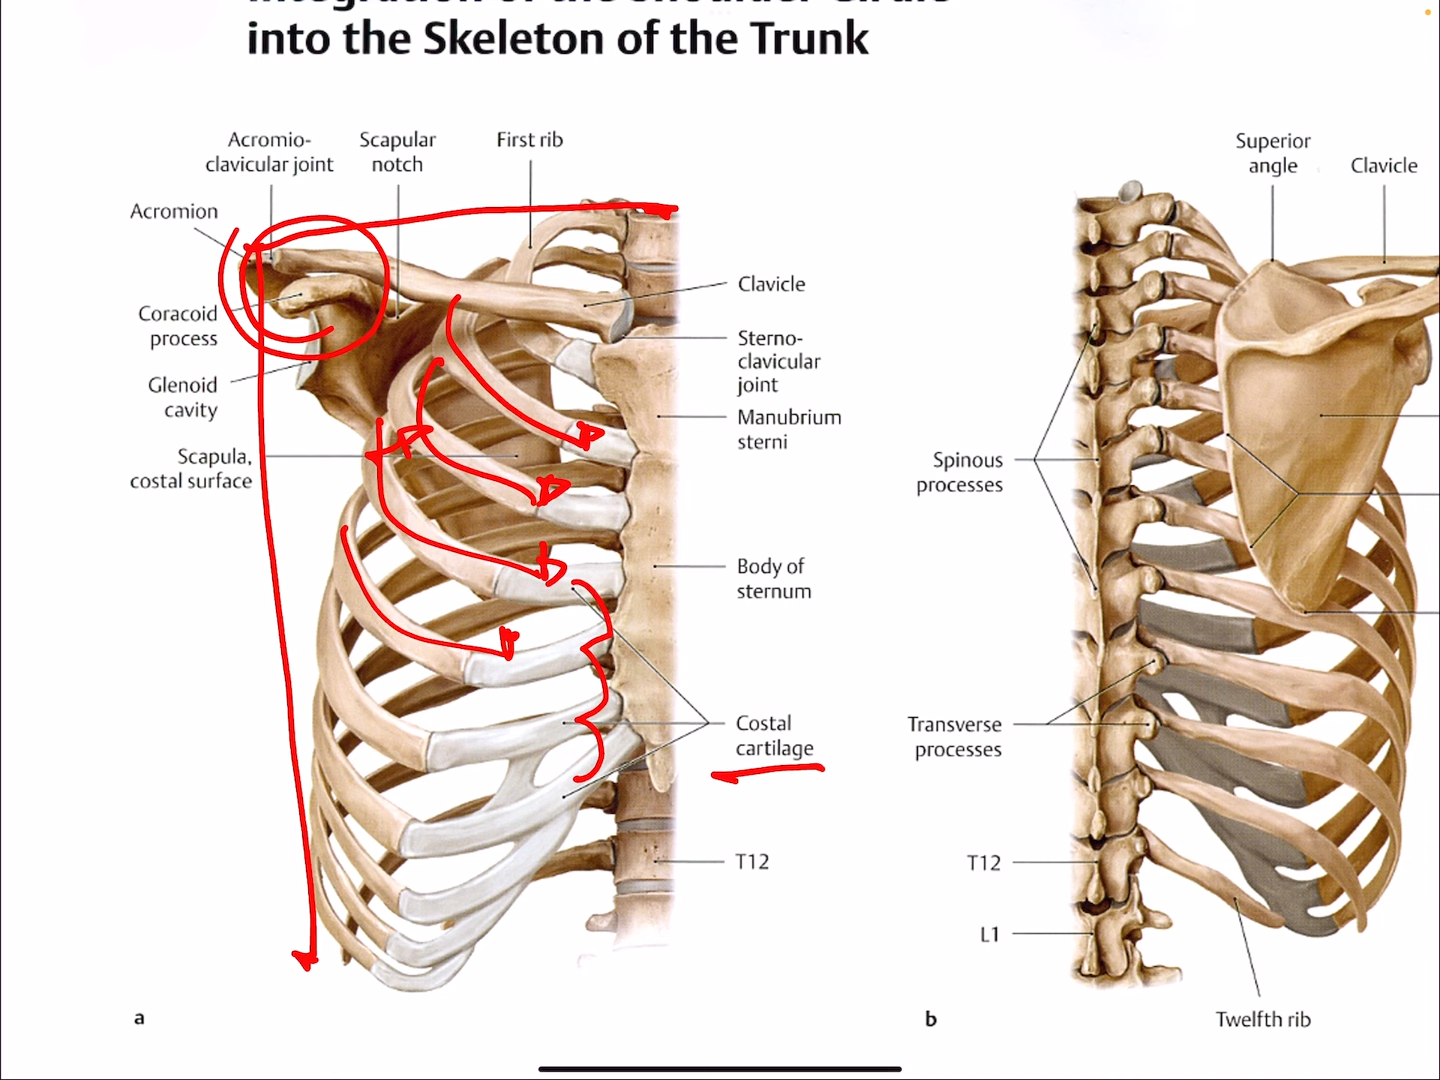 into the Skeleton of the Trunk
Acromio-
clavicular joint
Scapular
notch
First rib
Acromion
Coracoid
process
Glenoid
cavity
Scapula,
costal surface
Clavicle
Sterno-
clavicular
joint
Manubrium
sterni
Body of
sternum
Costal
cartilage
T12
a
Superior
angle
Clavicle
Spinous
processes
Transverse
processes
T12
L1
Twelfth rib
b